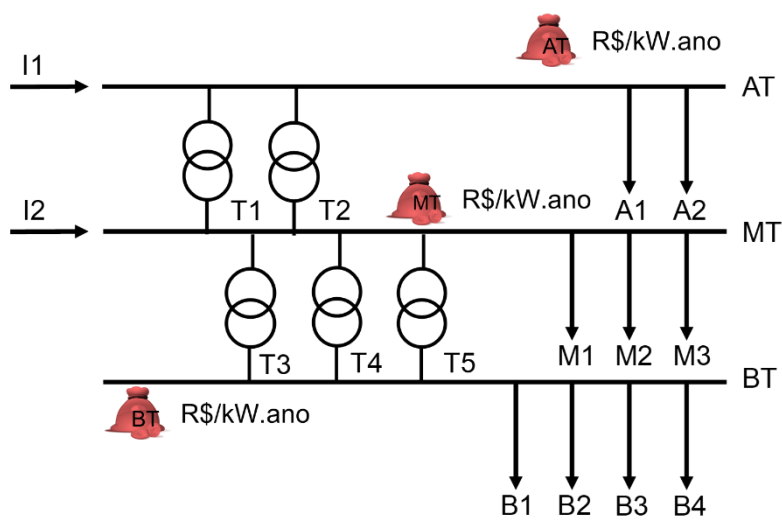 AT R$/kW.ano
I1
AT
T1 T2 MT R$/kW.ano A1 A2
I2
MT
T3 T4 T5 M1 M2 M3
BT
BT R$/kW.ano
B1 B2 B3 B4